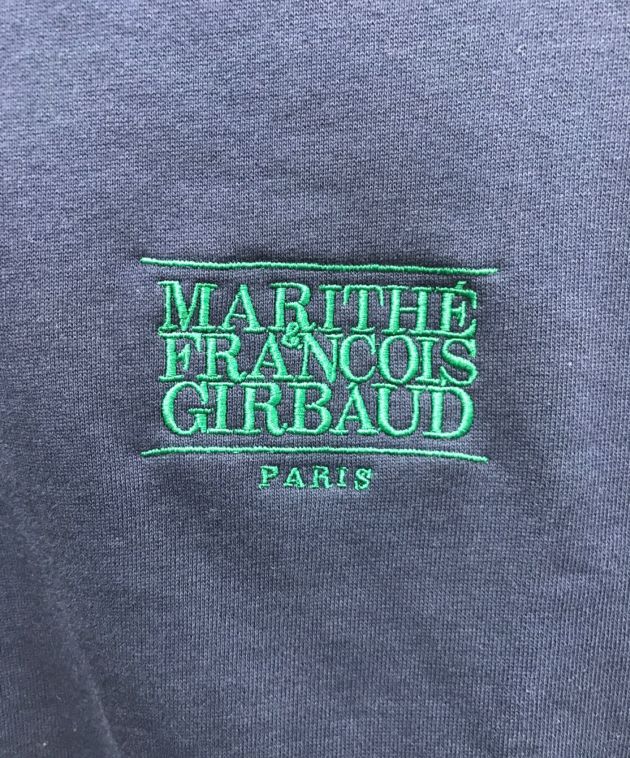 MARITHÉ
&
FRANÇOIS
GIRBAUD
PARIS